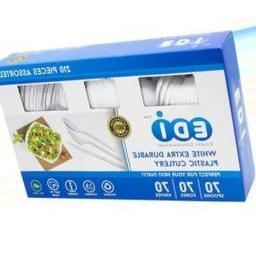 210 PIECES ASSORTED
EDI
EDI
TM
WHITE EXTRA DURABLE
PLASTIC CUTLERY
PERFECT FOR YOUR NEXT PARTY!
70 70 70
SPOONS FORKS KNIVES